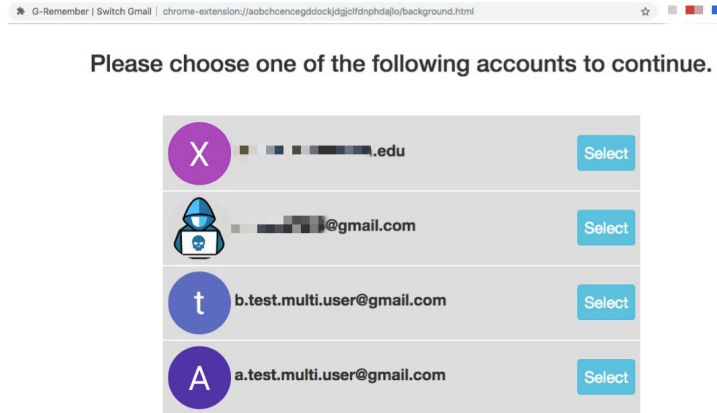 G-Remember | Switch Gmail | chrome-extension://aobchcencegddockjdgjclfdnphdajlo/background.html
Please choose one of the following accounts to continue.
X .edu Select
@gmail.com Select
t b.test.multi.user@gmail.com Select
A a.test.multi.user@gmail.com Select